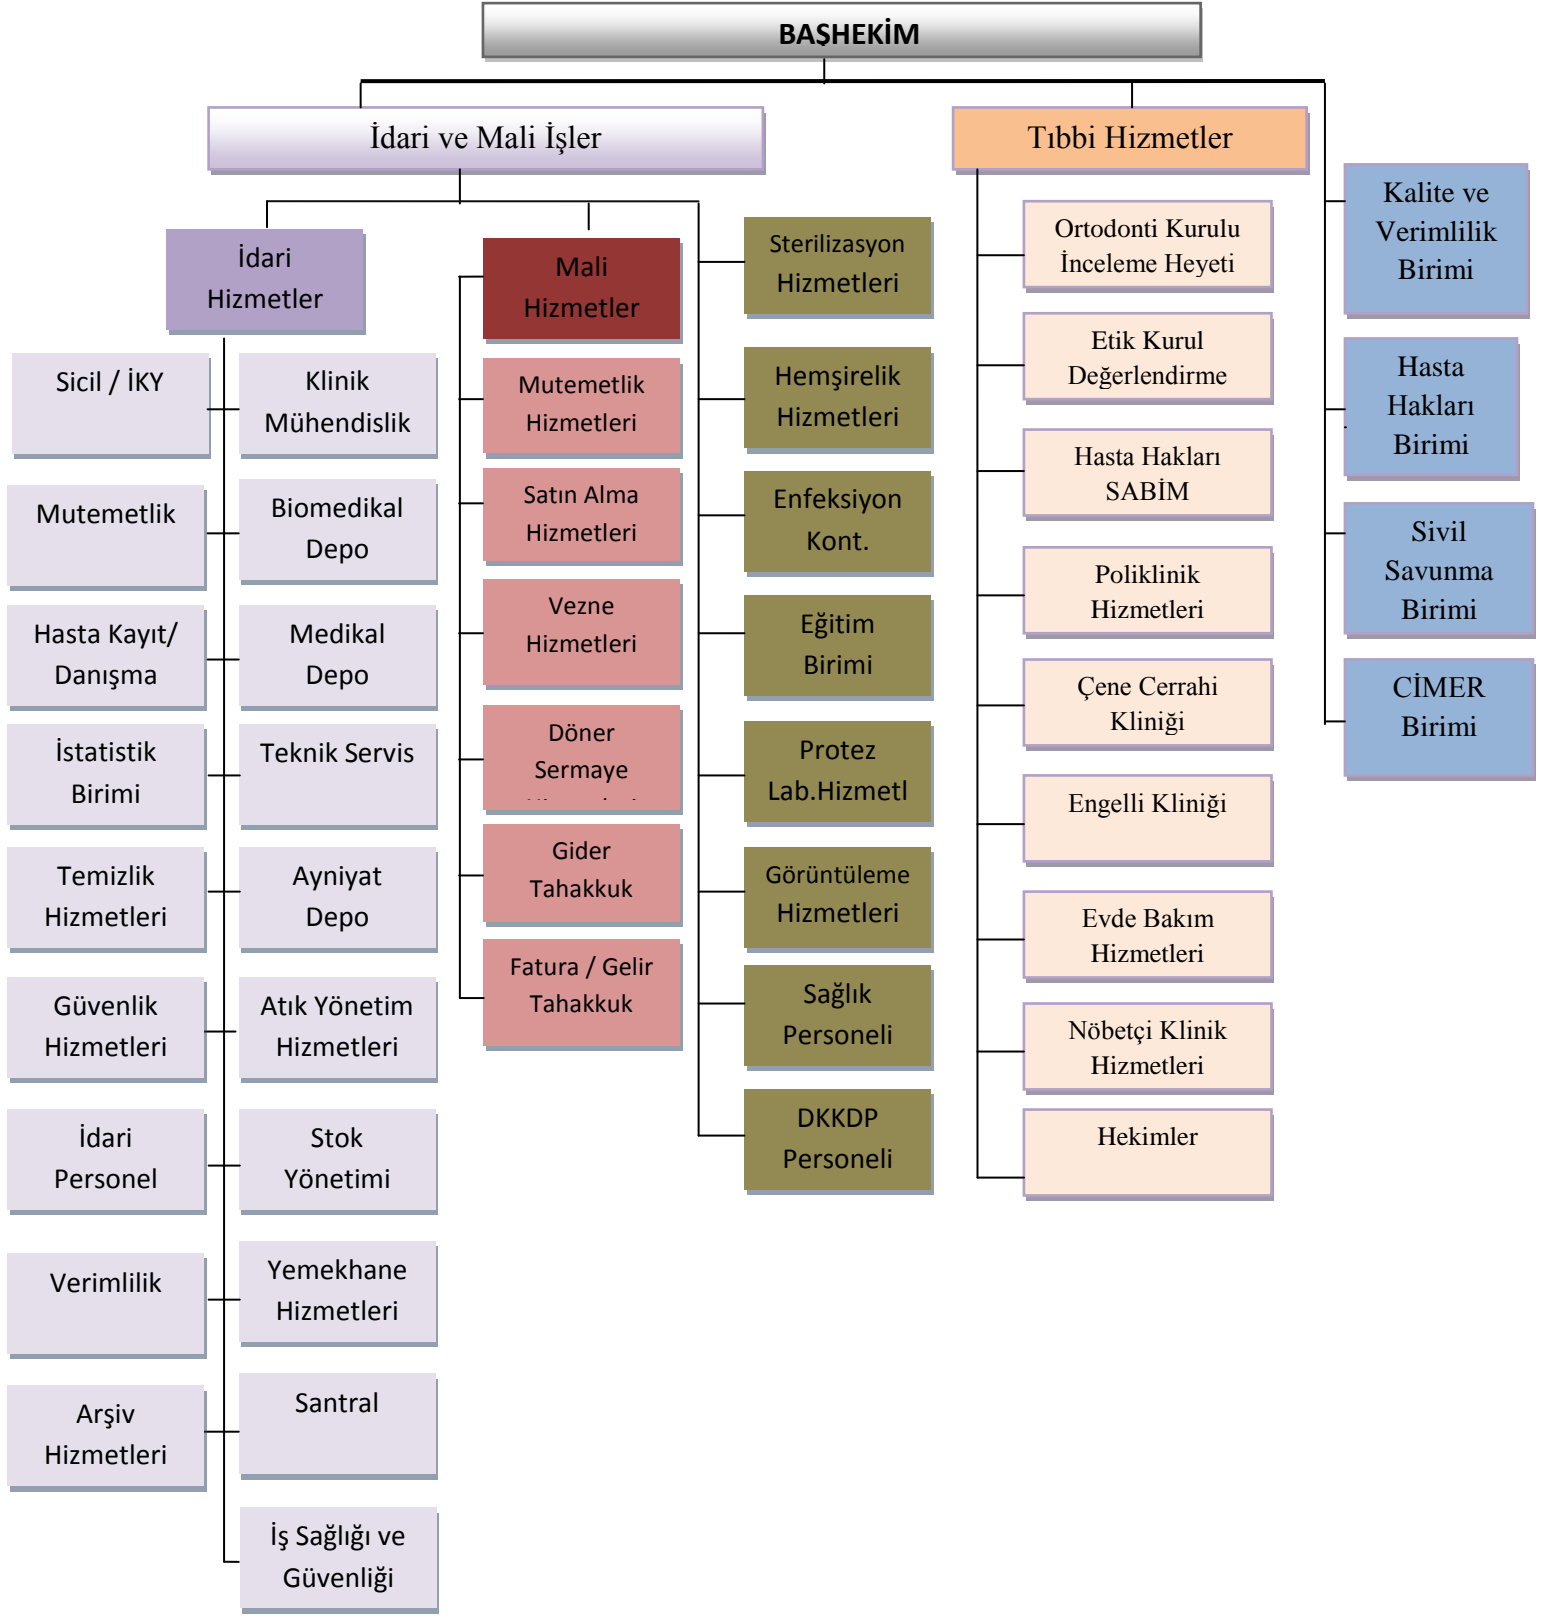 BAŞHEKİM
İdari ve Mali İşler
Tıbbi Hizmetler
İdari
Hizmetler
Sicil / İKY
Mutemetlik
Hasta Kayıt/
Danışma
İstatistik
Birimi
Temizlik
Hizmetleri
Güvenlik
Hizmetleri
İdari
Personel
Verimlilik
Arşiv
Hizmetleri
Klinik
Mühendislik
Biomedikal
Depo
Medikal
Depo
Teknik Servis
Ayniyat
Depo
Atık Yönetim
Hizmetleri
Stok
Yönetimi
Yemekhane
Hizmetleri
Santral
İş Sağlığı ve
Güvenliği
Mali
Hizmetler
Mutemetlik
Hizmetleri
Satın Alma
Hizmetleri
Vezne
Hizmetleri
Döner
Sermaye
Gider
Tahakkuk
Fatura / Gelir
Tahakkuk
Sterilizasyon
Hizmetleri
Hemşirelik
Hizmetleri
Enfeksiyon
Kont.
Eğitim
Birimi
Protez
Lab.Hizmetl
Görüntüleme
Hizmetleri
Sağlık
Personeli
DKKDP
Personeli
Ortodonti Kurulu
İnceleme Heyeti
Etik Kurul
Değerlendirme
Hasta Hakları
SABİM
Poliklinik
Hizmetleri
Çene Cerrahi
Kliniği
Engelli Kliniği
Evde Bakım
Hizmetleri
Nöbetçi Klinik
Hizmetleri
Hekimler
Kalite ve
Verimlilik
Birimi
Hasta
Hakları
Birimi
Sivil
Savunma
Birimi
CİMER
Birimi